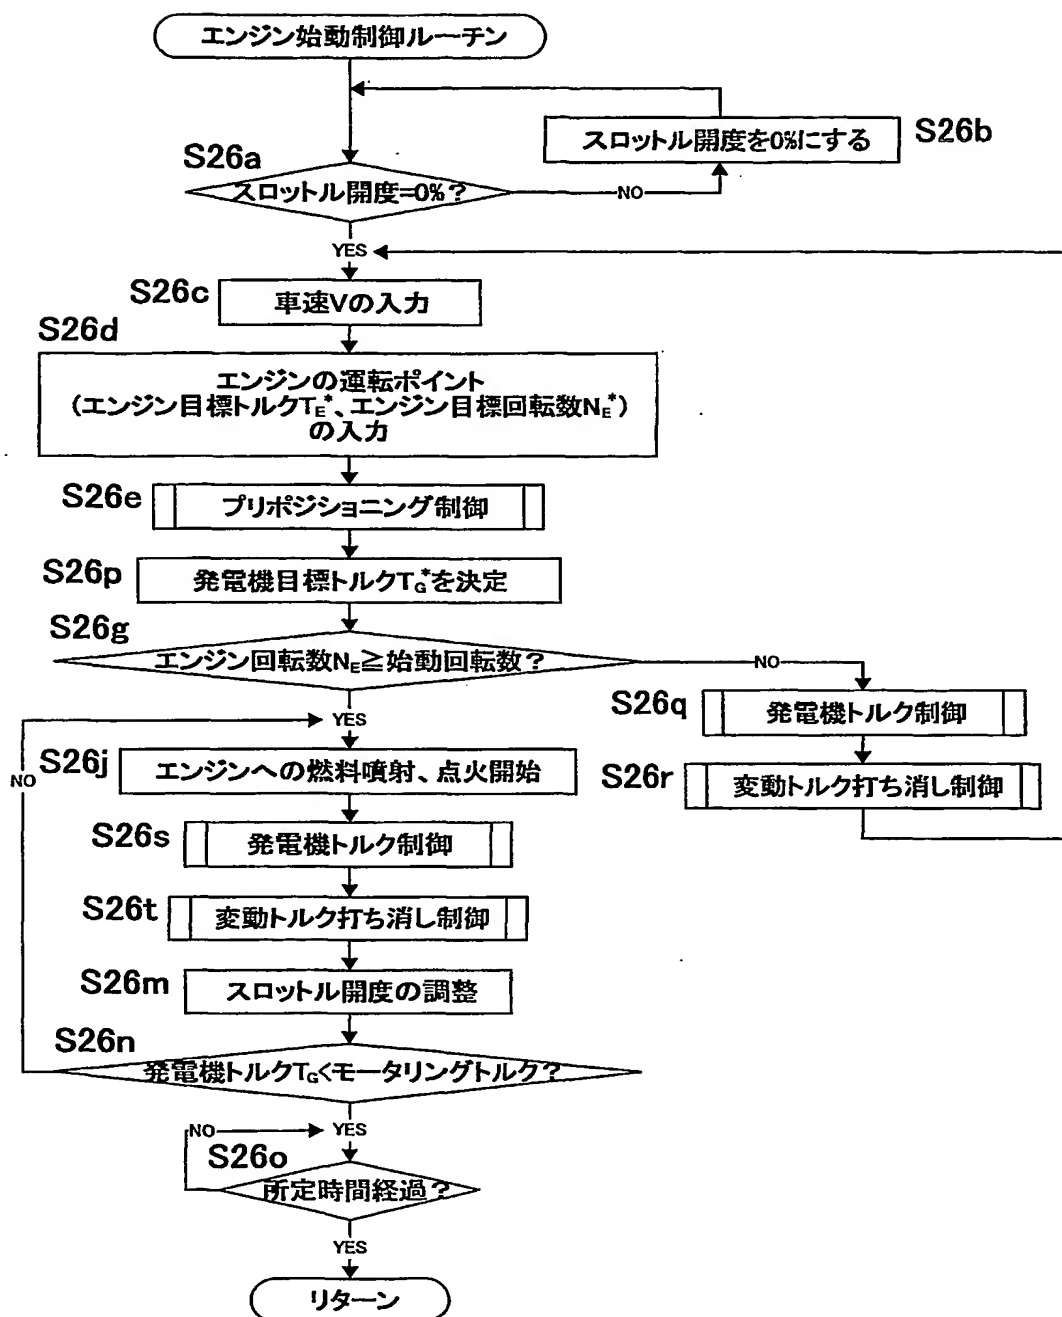 エンジン始動制御ルーチン
スロットル開度を0%にする
S26b
S26a
スロットル開度=0%?
NO
YES
S26c
車速Vの入力
S26d
エンジンの運転ポイント
(エンジン目標トルクTE*、エンジン目標回転数NE*)
の入力
S26e
プリポジショニング制御
S26p
発電機目標トルクTG*を決定
S26g
エンジン回転数NE≧始動回転数?
NO
YES
S26q
発電機トルク制御
S26j
エンジンへの燃料噴射、点火開始
NO
S26r
変動トルク打ち消し制御
S26s
発電機トルク制御
S26t
変動トルク打ち消し制御
S26m
スロットル開度の調整
S26n
発電機トルクTG<モータリングトルク?
NO
YES
S26o
所定時間経過?
YES
リターン